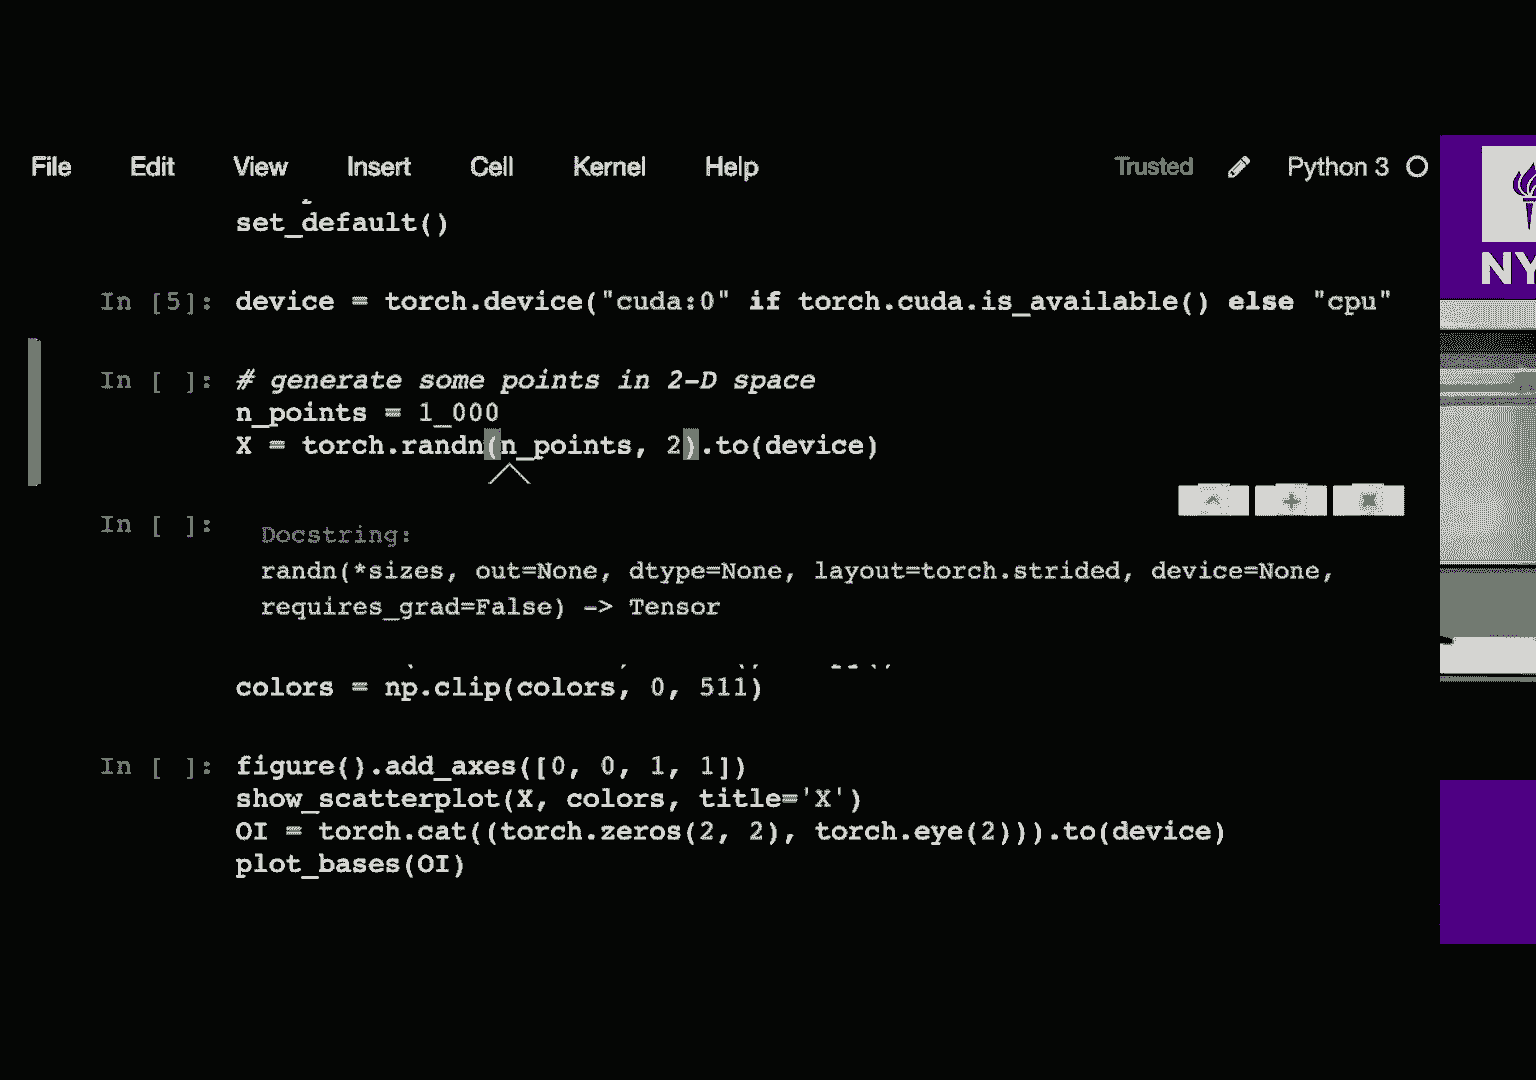 File Edit View Insert Cell Kernel Help Trusted Python 3
set_default()
In [5]: device = torch.device("cuda:0" if torch.cuda.is_available() else "cpu"
In [ ]: # generate some points in 2-D space
n_points = 1_000
X = torch.randn(n_points, 2).to(device)
In [ ]:
Docstring:
randn(*sizes, out=None, dtype=None, layout=torch.strided, device=None,
requires_grad=False) -> Tensor
colors = np.clip(colors, 0, 511)
In [ ]: figure().add_axes([0, 0, 1, 1])
show_scatterplot(X, colors, title='X')
OI = torch.cat((torch.zeros(2, 2), torch.eye(2))).to(device)
plot_bases(OI)
NY